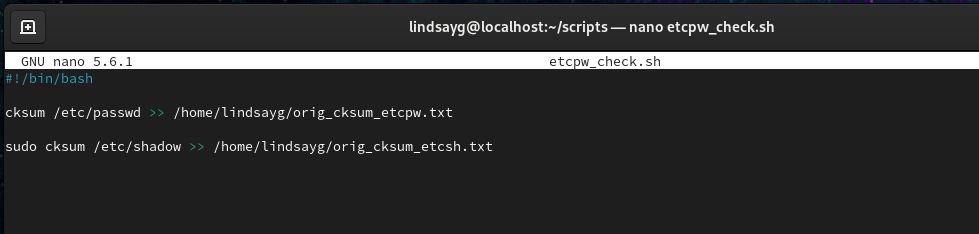 lindsayg@localhost:~/scripts — nano etcpw_check.sh
GNU nano 5.6.1 etcpw_check.sh
#!/bin/bash
cksum /etc/passwd >> /home/lindsayg/orig_cksum_etcpw.txt
sudo cksum /etc/shadow >> /home/lindsayg/orig_cksum_etcsh.txt